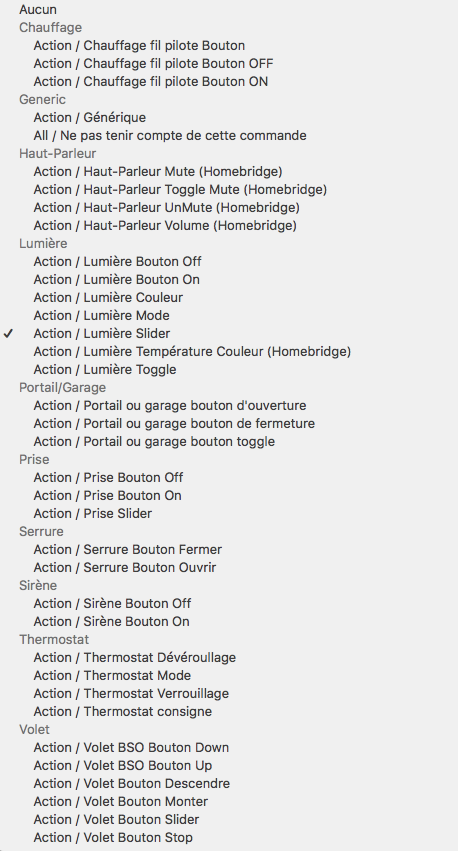 Aucun
Chauffage
Action / Chauffage fil pilote Bouton
Action / Chauffage fil pilote Bouton OFF
Action / Chauffage fil pilote Bouton ON
Generic
Action / Générique
All / Ne pas tenir compte de cette commande
Haut-Parleur
Action / Haut-Parleur Mute (Homebridge)
Action / Haut-Parleur Toggle Mute (Homebridge)
Action / Haut-Parleur UnMute (Homebridge)
Action / Haut-Parleur Volume (Homebridge)
Lumière
Action / Lumière Bouton Off
Action / Lumière Bouton On
Action / Lumière Couleur
Action / Lumière Mode
✓ Action / Lumière Slider
Action / Lumière Température Couleur (Homebridge)
Action / Lumière Toggle
Portail/Garage
Action / Portail ou garage bouton d'ouverture
Action / Portail ou garage bouton de fermeture
Action / Portail ou garage bouton toggle
Prise
Action / Prise Bouton Off
Action / Prise Bouton On
Action / Prise Slider
Serrure
Action / Serrure Bouton Fermer
Action / Serrure Bouton Ouvrir
Sirène
Action / Sirène Bouton Off
Action / Sirène Bouton On
Thermostat
Action / Thermostat Dévéroullage
Action / Thermostat Mode
Action / Thermostat Verrouillage
Action / Thermostat consigne
Volet
Action / Volet BSO Bouton Down
Action / Volet BSO Bouton Up
Action / Volet Bouton Descendre
Action / Volet Bouton Monter
Action / Volet Bouton Slider
Action / Volet Bouton Stop